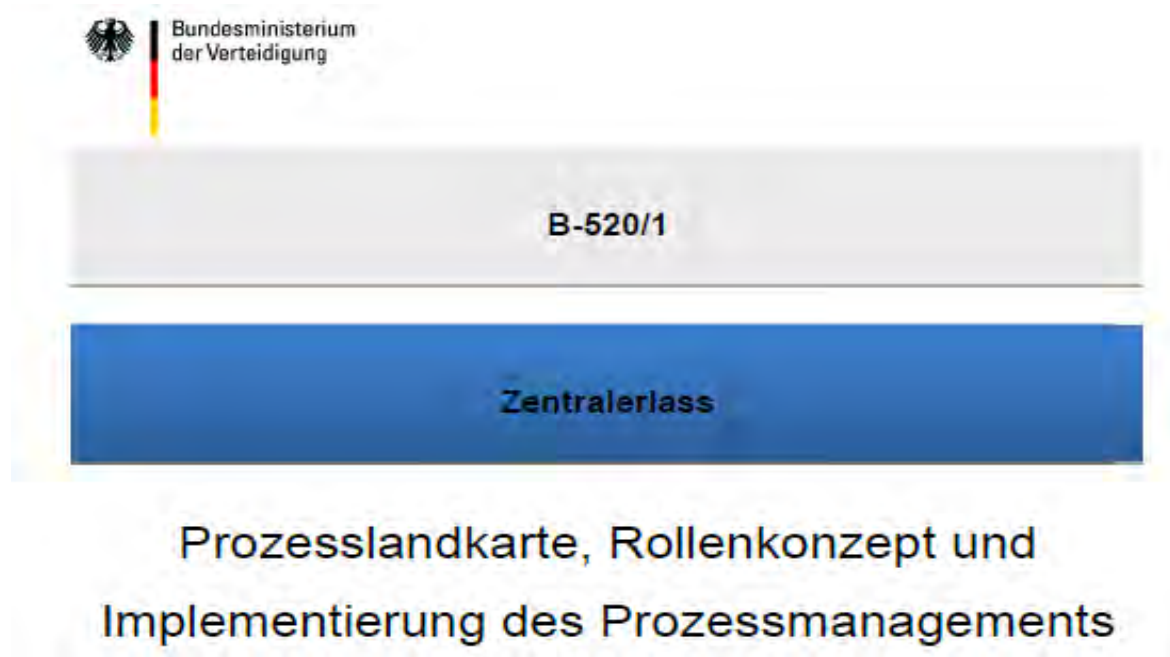 Bundesministerium
der Verteidigung
B-520/1
Zentralerlass
Prozesslandkarte, Rollenkonzept und
Implementierung des Prozessmanagements